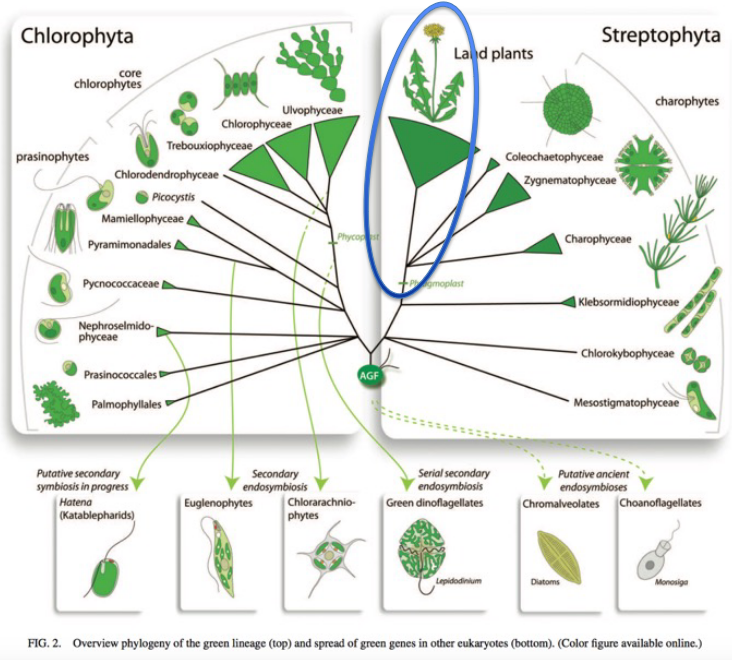 Chlorophyta
Streptophyta
core
chlorophytes
Land plants
charophytes
prasinophytes
Ulvophyceae
Chlorophyceae
Trebouxiophyceae
Chlorodendrophyceae
Picocystis
Mamiellophyceae
Pyramimonadales
Pycnococcaceae
Nephroselmido-
phyceae
Prasinococcales
Palmophyllales
Phycoplast
Coleochaetophyceae
Zygnematophyceae
Charophyceae
Phragmoplast
Klebsormidiophyceae
Chlorokybophyceae
Mesostigmatophyceae
AGF
Putative secondary
symbiosis in progress
Secondary
endosymbiosis
Serial secondary
endosymbiosis
Putative ancient
endosymbioses
Hatena
(Katablepharids)
Euglenophytes
Chlorarachnio-
phytes
Green dinoflagellates
Lepidodinium
Chromalveolates
Diatoms
Choanoflagellates
Monosiga
FIG. 2. Overview phylogeny of the green lineage (top) and spread of green genes in other eukaryotes (bottom). (Color figure available online.)